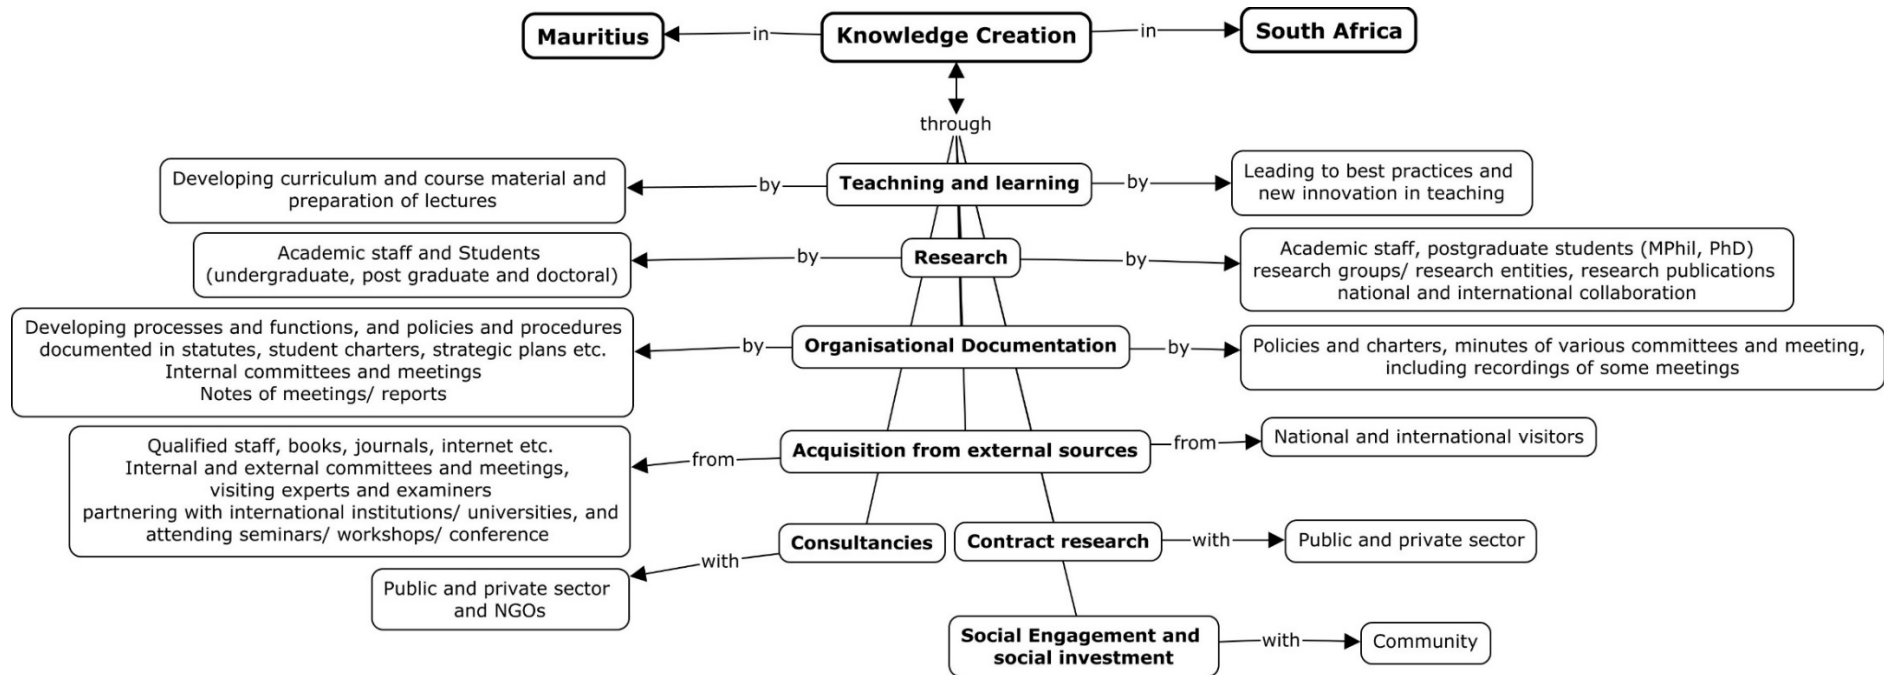 Mauritius
in
Knowledge Creation
in
South Africa
through
Developing curriculum and course material and
preparation of lectures
by
Teachning and learning
by
Leading to best practices and
new innovation in teaching
Academic staff and Students
(undergraduate, post graduate and doctoral)
by
Research
by
Academic staff, postgraduate students (MPhil, PhD)
research groups/ research entities, research publications
national and international collaboration
Developing processes and functions, and policies and procedures
documented in statutes, student charters, strategic plans etc.
Internal committees and meetings
Notes of meetings/ reports
by
Organisational Documentation
by
Policies and charters, minutes of various committees and meeting,
including recordings of some meetings
Qualified staff, books, journals, internet etc.
Internal and external committees and meetings,
visiting experts and examiners
partnering with international institutions/ universities, and
attending seminars/ workshops/ conference
from
Acquisition from external sources
from
National and international visitors
Public and private sector
and NGOs
with
Consultancies
Contract research
with
Public and private sector
Social Engagement and
social investment
with
Community